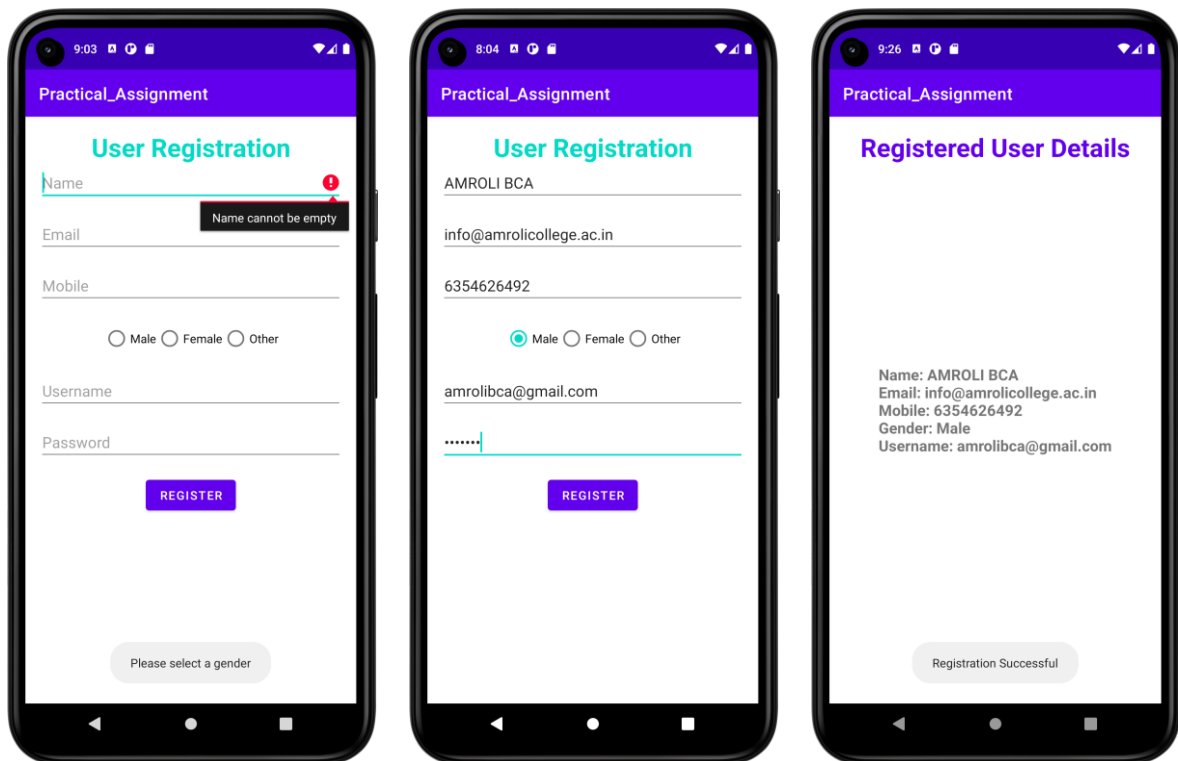 9:03
Practical_Assignment
User Registration
Name
Name cannot be empty
Email
Mobile
Male Female Other
Username
Password
REGISTER
Please select a gender
8:04
Practical_Assignment
User Registration
AMROLI BCA
info@amrolicollege.ac.in
6354626492
Male Female Other
amrolibca@gmail.com
•••••••
REGISTER
9:26
Practical_Assignment
Registered User Details
Name: AMROLI BCA
Email: info@amrolicollege.ac.in
Mobile: 6354626492
Gender: Male
Username: amrolibca@gmail.com
Registration Successful